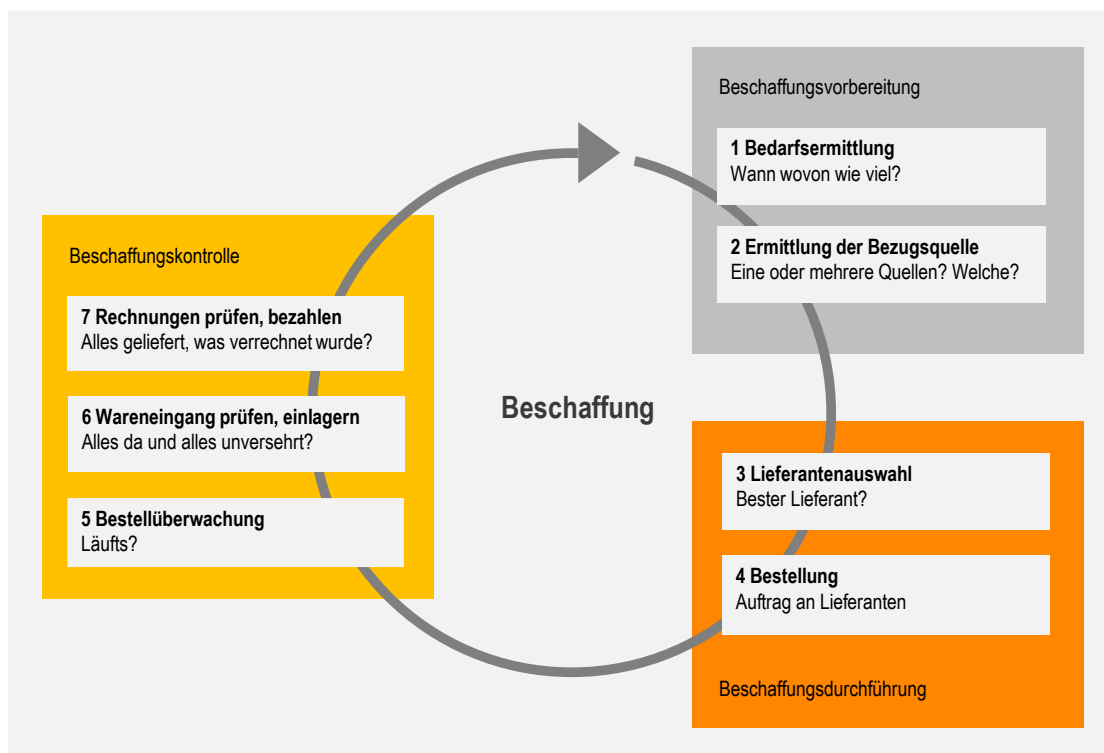 Beschaffungsvorbereitung
1 Bedarfsermittlung
Wann wovon wie viel?
2 Ermittlung der Bezugsquelle
Eine oder mehrere Quellen? Welche?
Beschaffung
3 Lieferantenauswahl
Bester Lieferant?
4 Bestellung
Auftrag an Lieferanten
Beschaffungsdurchführung
Beschaffungskontrolle
7 Rechnungen prüfen, bezahlen
Alles geliefert, was verrechnet wurde?
6 Wareneingang prüfen, einlagern
Alles da und alles unversehrt?
5 Bestellüberwachung
Läufts?